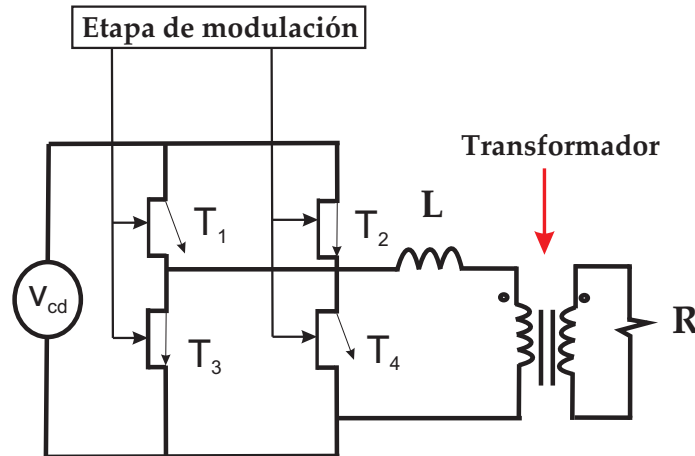 Etapa de modulación
Transformador
L
T1
T2
Vcd
R
T3
T4